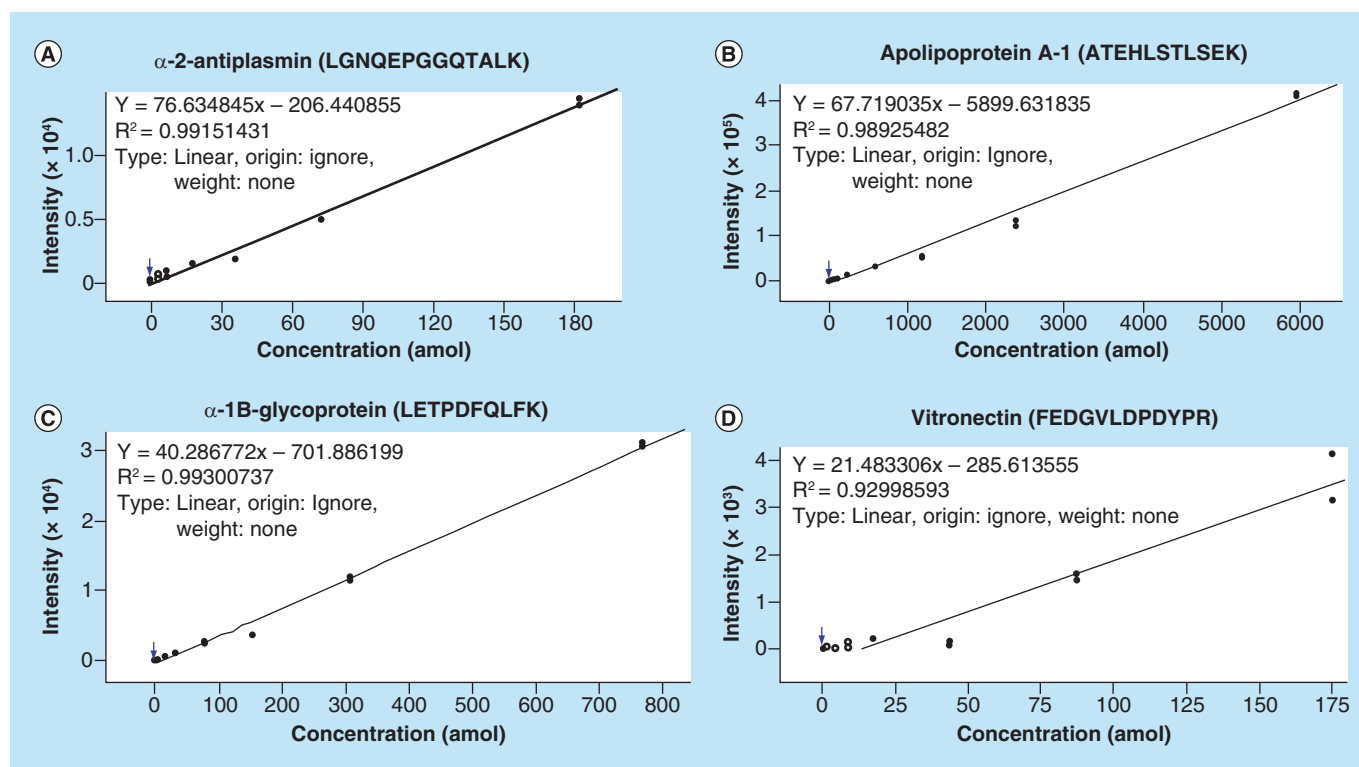 A
α-2-antiplasmin (LGNQEPGGQTALK)
Y = 76.634845x – 206.440855
R² = 0.99151431
Type: Linear, origin: ignore,
weight: none
Intensity (× 10⁴)
1.0
0.5
0
0 30 60 90 120 150 180
Concentration (amol)
B
Apolipoprotein A-1 (ATEHLSTLSEK)
Y = 67.719035x – 5899.631835
R² = 0.98925482
Type: Linear, origin: Ignore,
weight: none
Intensity (× 10⁵)
4
3
2
1
0
0 1000 2000 3000 4000 5000 6000
Concentration (amol)
C
α-1B-glycoprotein (LETPDFQLFK)
Y = 40.286772x – 701.886199
R² = 0.99300737
Type: Linear, origin: Ignore,
weight: none
Intensity (× 10⁴)
3
2
1
0
0 100 200 300 400 500 600 700 800
Concentration (amol)
D
Vitronectin (FEDGVLDPDYPR)
Y = 21.483306x – 285.613555
R² = 0.92998593
Type: Linear, origin: ignore, weight: none
Intensity (× 10³)
4
3
2
1
0
0 25 50 75 100 125 150 175
Concentration (amol)